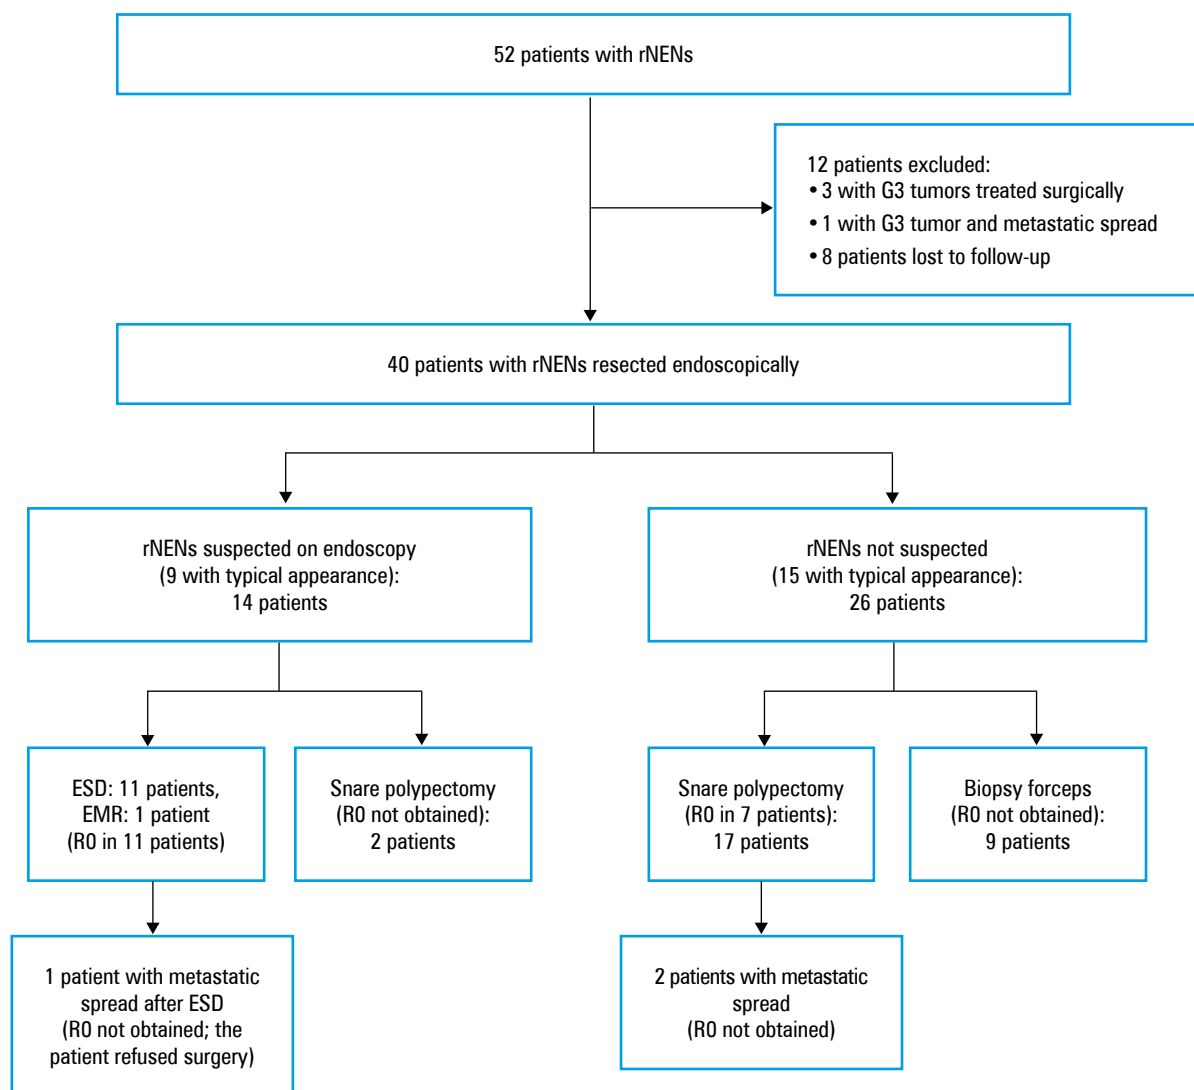 52 patients with rNENs
12 patients excluded:
• 3 with G3 tumors treated surgically
• 1 with G3 tumor and metastatic spread
• 8 patients lost to follow-up
40 patients with rNENs resected endoscopically
rNENs suspected on endoscopy
(9 with typical appearance):
14 patients
rNENs not suspected
(15 with typical appearance):
26 patients
ESD: 11 patients,
EMR: 1 patient
(R0 in 11 patients)
Snare polypectomy
(R0 not obtained):
2 patients
Snare polypectomy
(R0 in 7 patients):
17 patients
Biopsy forceps
(R0 not obtained):
9 patients
1 patient with metastatic
spread after ESD
(R0 not obtained; the
patient refused surgery)
2 patients with metastatic
spread
(R0 not obtained)